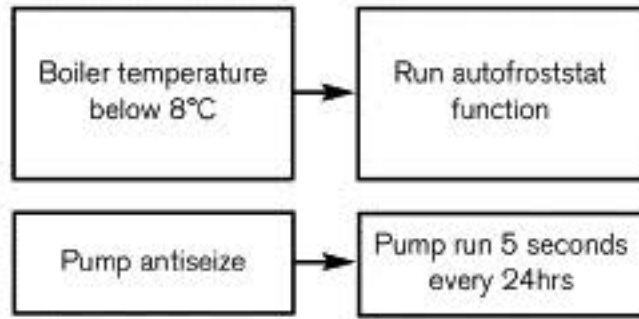 Boiler temperature
below 8°C
Run autofroststat
function
Pump antiseize
Pump run 5 seconds
every 24hrs